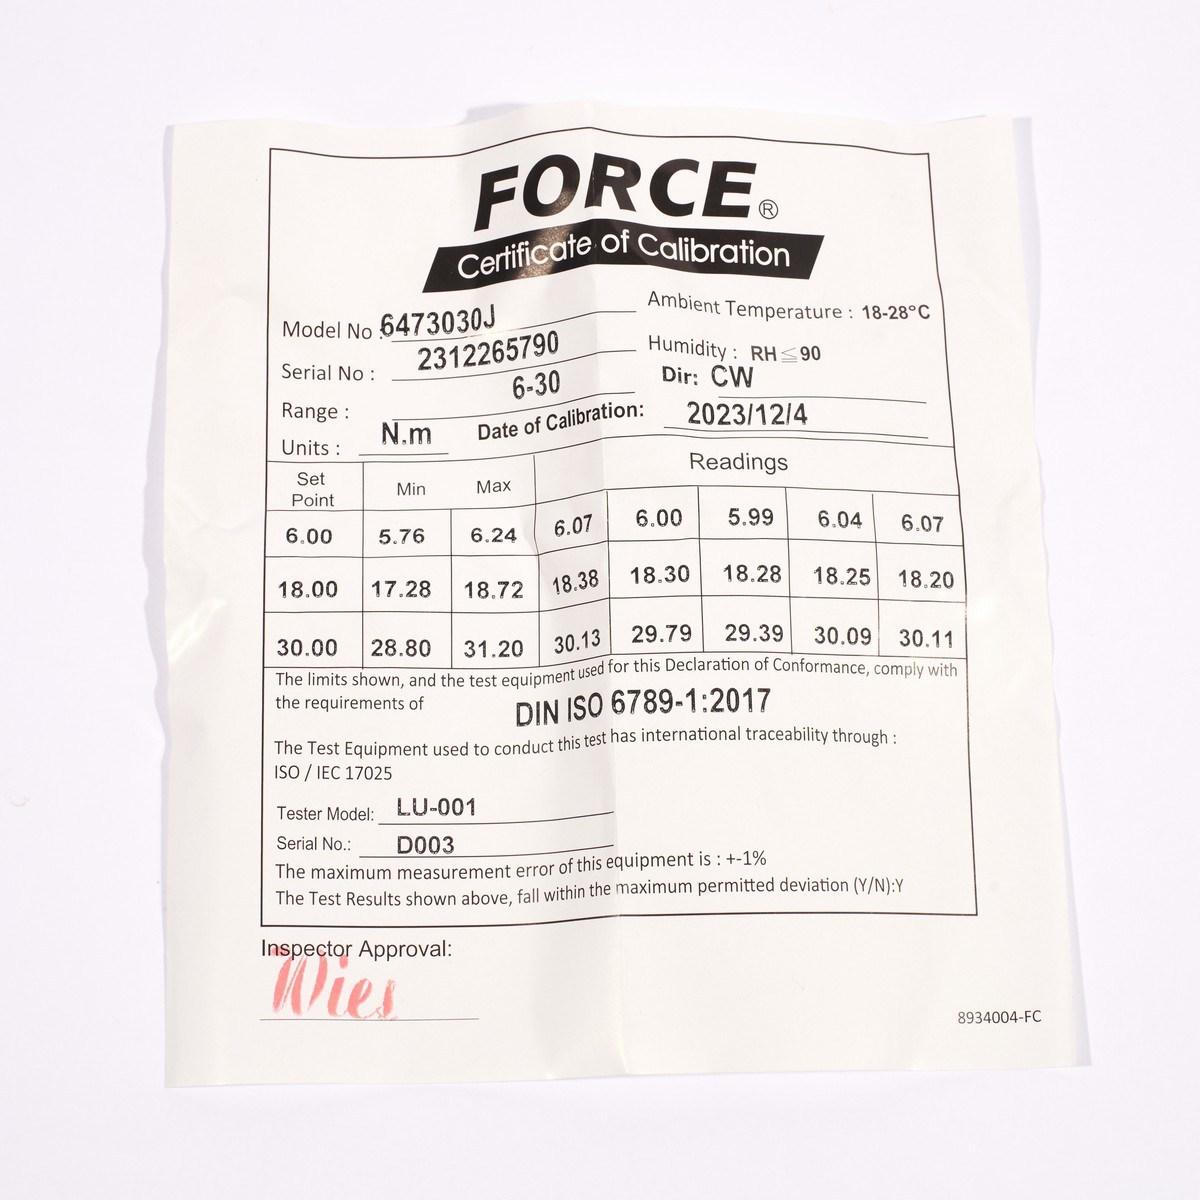 FORCE®
Certificate of Calibration
Model No : 6473030J
Ambient Temperature : 18-28°C
Serial No : 2312265790
Humidity : RH≦90
Range : 6-30
Dir: CW
Units : N.m
Date of Calibration: 2023/12/4
Set Point Min Max Readings
6.00 5.76 6.24 6.07 6.00 5.99 6.04 6.07
18.00 17.28 18.72 18.38 18.30 18.28 18.25 18.20
30.00 28.80 31.20 30.13 29.79 29.39 30.09 30.11
The limits shown, and the test equipment used for this Declaration of Conformance, comply with
the requirements of DIN ISO 6789-1:2017
The Test Equipment used to conduct this test has international traceability through :
ISO / IEC 17025
Tester Model: LU-001
Serial No.: D003
The maximum measurement error of this equipment is : +-1%
The Test Results shown above, fall within the maximum permitted deviation (Y/N):Y
Inspector Approval:
Wies
8934004-FC